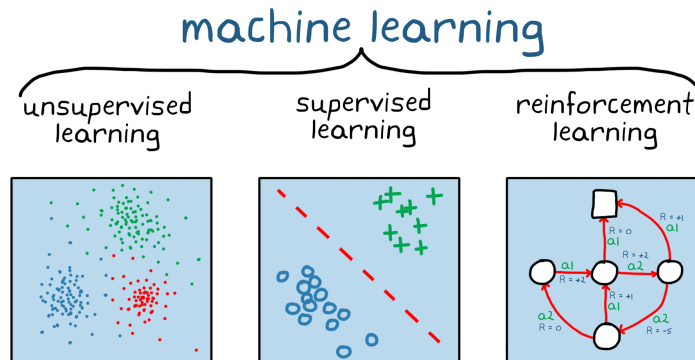 machine learning
unsupervised
learning
supervised
learning
reinforcement
learning
R = 0
a1
R = +1
a1
a1
R = +2
R = +2
a2
a2
R = 0
R = +1
a1
a2
R = -5